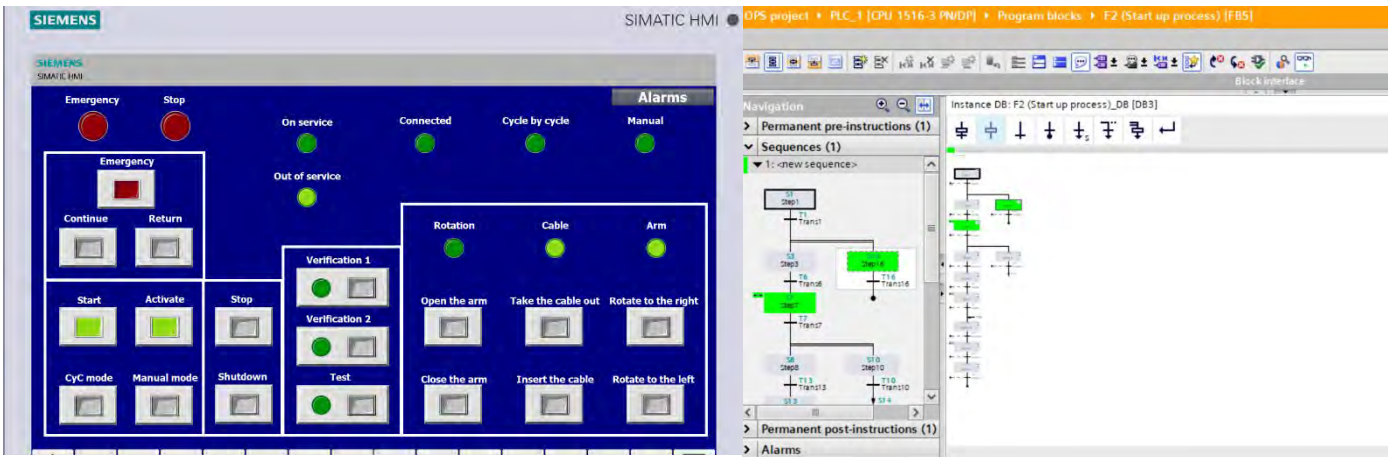 SIEMENS
SIMATIC HMI
SIEMENS
SIMATIC HMI
Alarms
Emergency Stop
On service Connected Cycle by cycle Manual
Emergency
Out of service
Continue Return
Rotation Cable Arm
Verification 1
Start Activate Stop
Open the arm Take the cable out Rotate to the right
Verification 2
CyC mode Manual mode Shutdown Test
Close the arm Insert the cable Rotate to the left
OPS project PLC_1 [CPU 1516-3 PN/DP] Program blocks F2 (Start up process) [FB5]
Block interface
Navigation
Permanent pre-instructions (1)
Sequences (1)
1: <new sequence>
S1
Step1
T1
Trans1
S3
Step3 Step16
T6 T16
Trans6 Trans16
Step7
T7
Trans7
S8 S10
Step8 Step10
T13 T10
Trans13 Trans10
S14
Permanent post-instructions (1)
Alarms
Instance DB: F2 (Start up process)_DB [DB3]